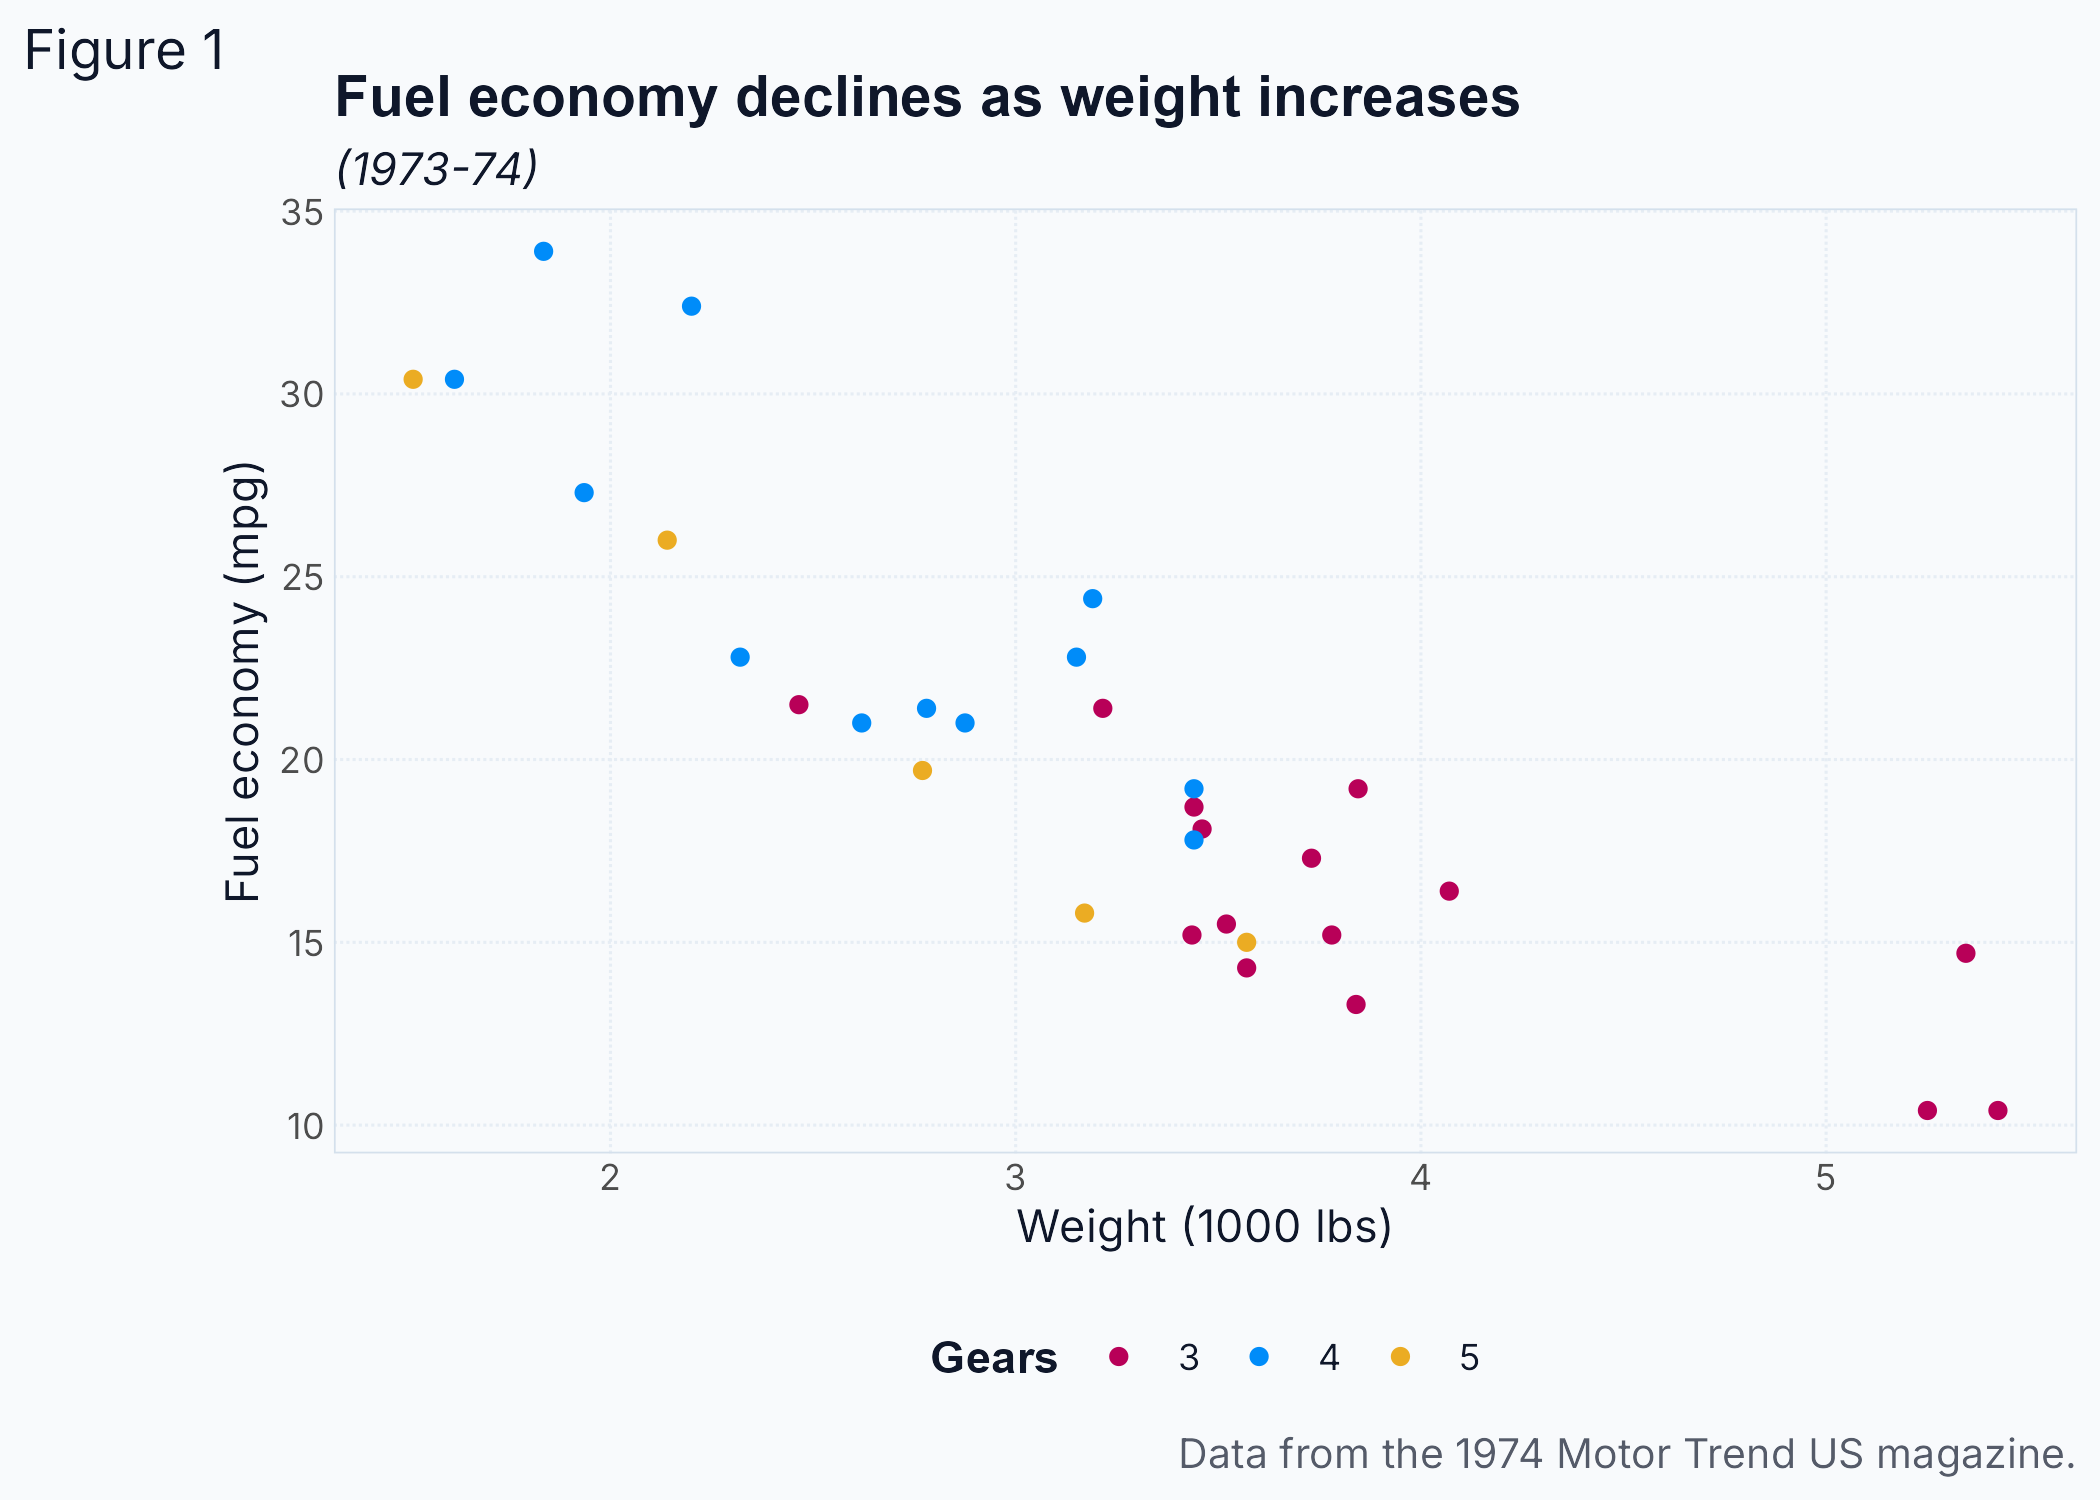 Figure 1
Fuel economy declines as weight increases
(1973-74)
Fuel economy (mpg)
35
30
25
20
15
10
2 3 4 5
Weight (1000 lbs)
Gears 3 4 5
Data from the 1974 Motor Trend US magazine.